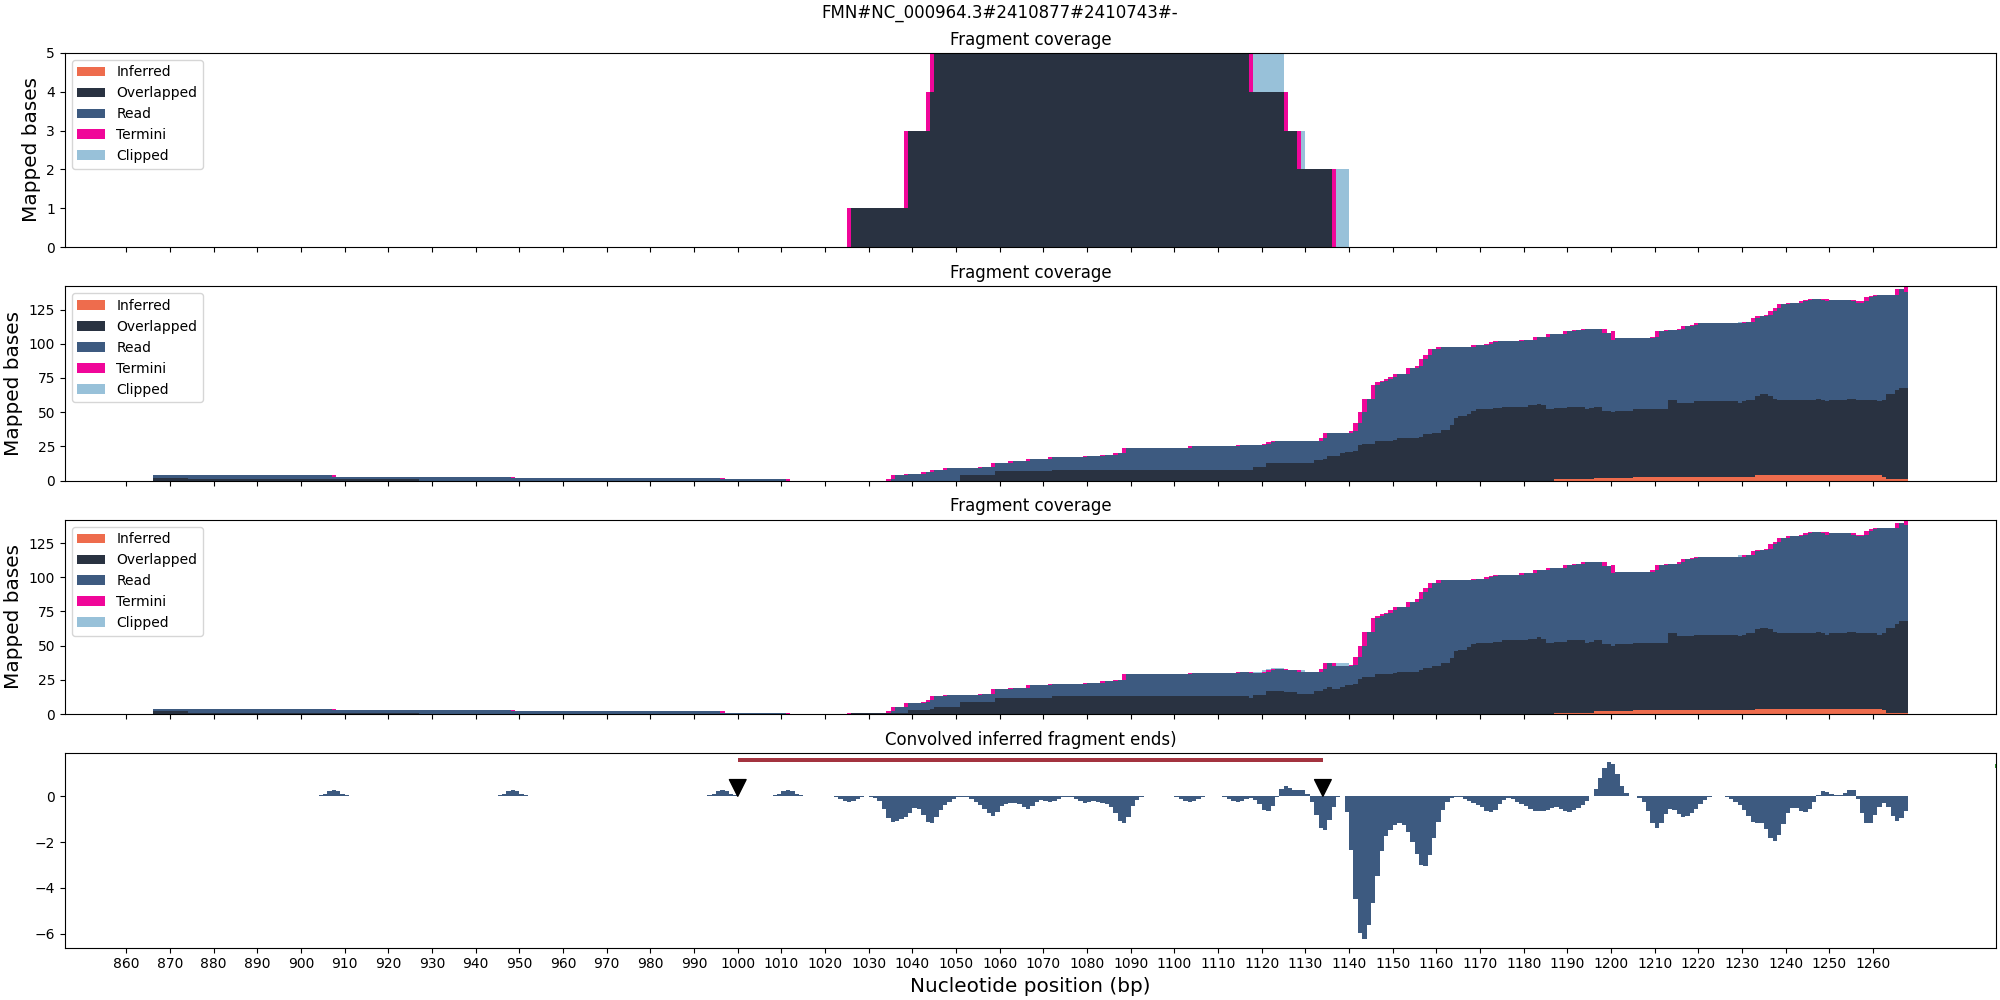 FMN#NC_000964.3#2410877#2410743#-
Fragment coverage
Mapped bases
5
4
3
2
1
0
Inferred
Overlapped
Read
Termini
Clipped
Fragment coverage
Mapped bases
125
100
75
50
25
0
Inferred
Overlapped
Read
Termini
Clipped
Fragment coverage
Mapped bases
125
100
75
50
25
0
Inferred
Overlapped
Read
Termini
Clipped
Convolved inferred fragment ends)
0
−2
−4
−6
860 870 880 890 900 910 920 930 940 950 960 970 980 990 1000 1010 1020 1030 1040 1050 1060 1070 1080 1090 1100 1110 1120 1130 1140 1150 1160 1170 1180 1190 1200 1210 1220 1230 1240 1250 1260
Nucleotide position (bp)